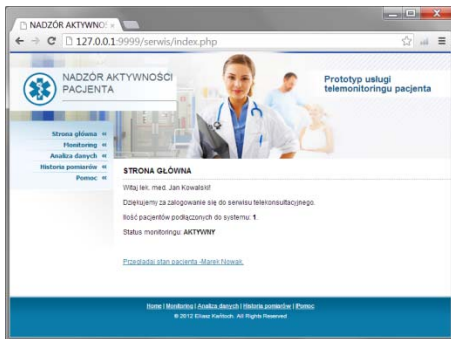 NADZÓR AKTYWNOŚ
127.0.0.1:9999/serwis/index.php
NADZÓR AKTYWNOŚCI
PACJENTA
Prototyp usługi
telemonitoringu pacjenta
Strona główna «
Monitoring «
Analiza danych «
Historia pomiarów «
Pomoc «
STRONA GŁÓWNA
Witaj lek. med. Jan Kowalski!
Dziękujemy za zalogowanie się do serwisu telekonsultacyjnego.
Ilość pacjentów podłączonych do systemu: 1.
Status monitoringu: AKTYWNY
Przeglądaj stan pacjenta -Marek Nowak.
Home | Monitoring | Analiza danych | Historia pomiarów | Pomoc
© 2012 Eliasz Kańtoch. All Rights Reserved